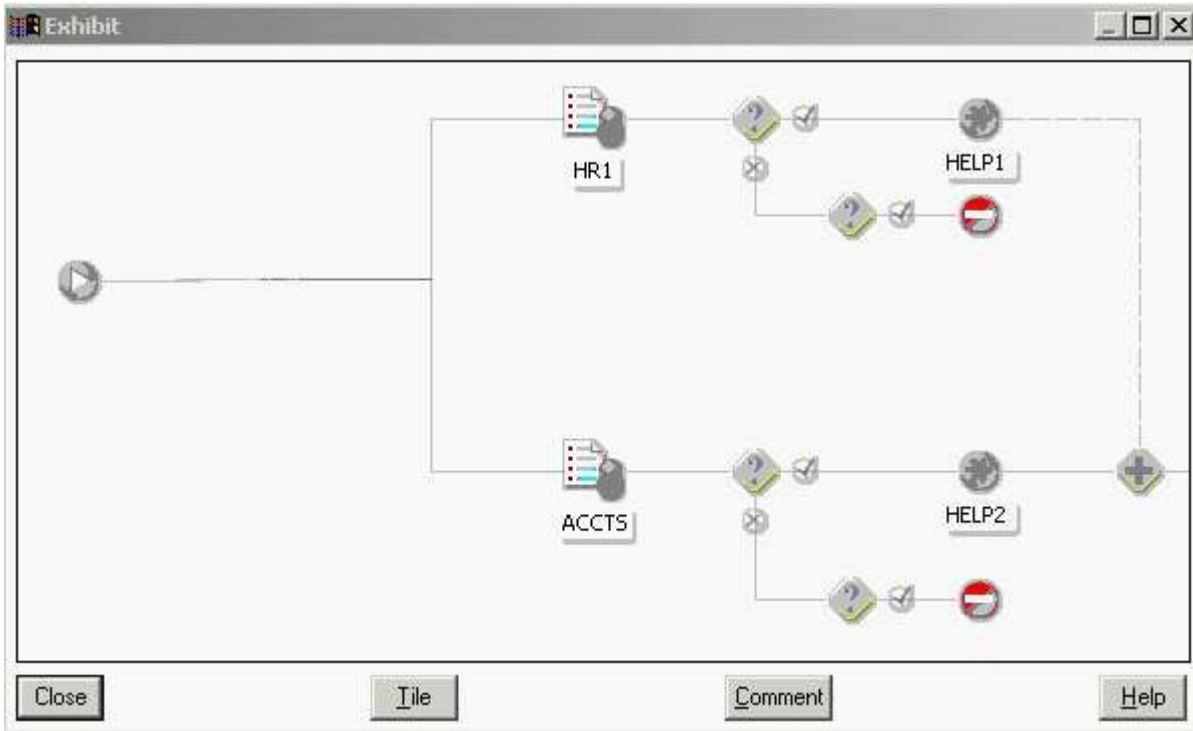 Exhibit
HR1
HELP1
ACCTS
HELP2
Close
Tile
Comment
Help